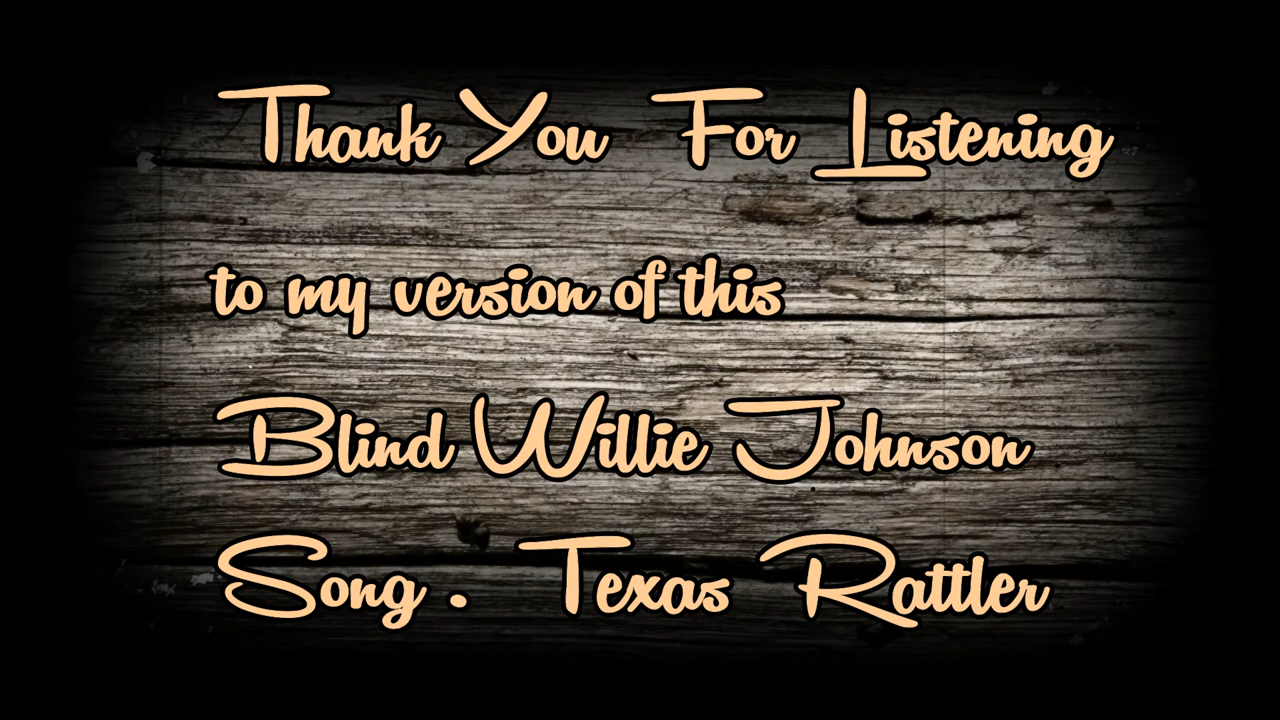 Thank You For Listening
to my version of this
Blind Willie Johnson
Song . Texas Rattler